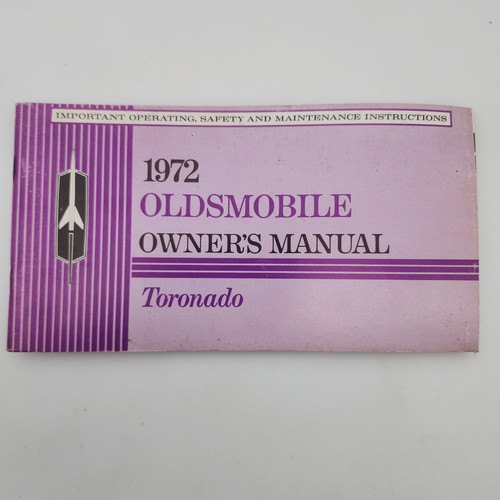 IMPORTANT OPERATING, SAFETY AND MAINTENANCE INSTRUCTIONS
1972
OLDSMOBILE
OWNER'S MANUAL
Toronado